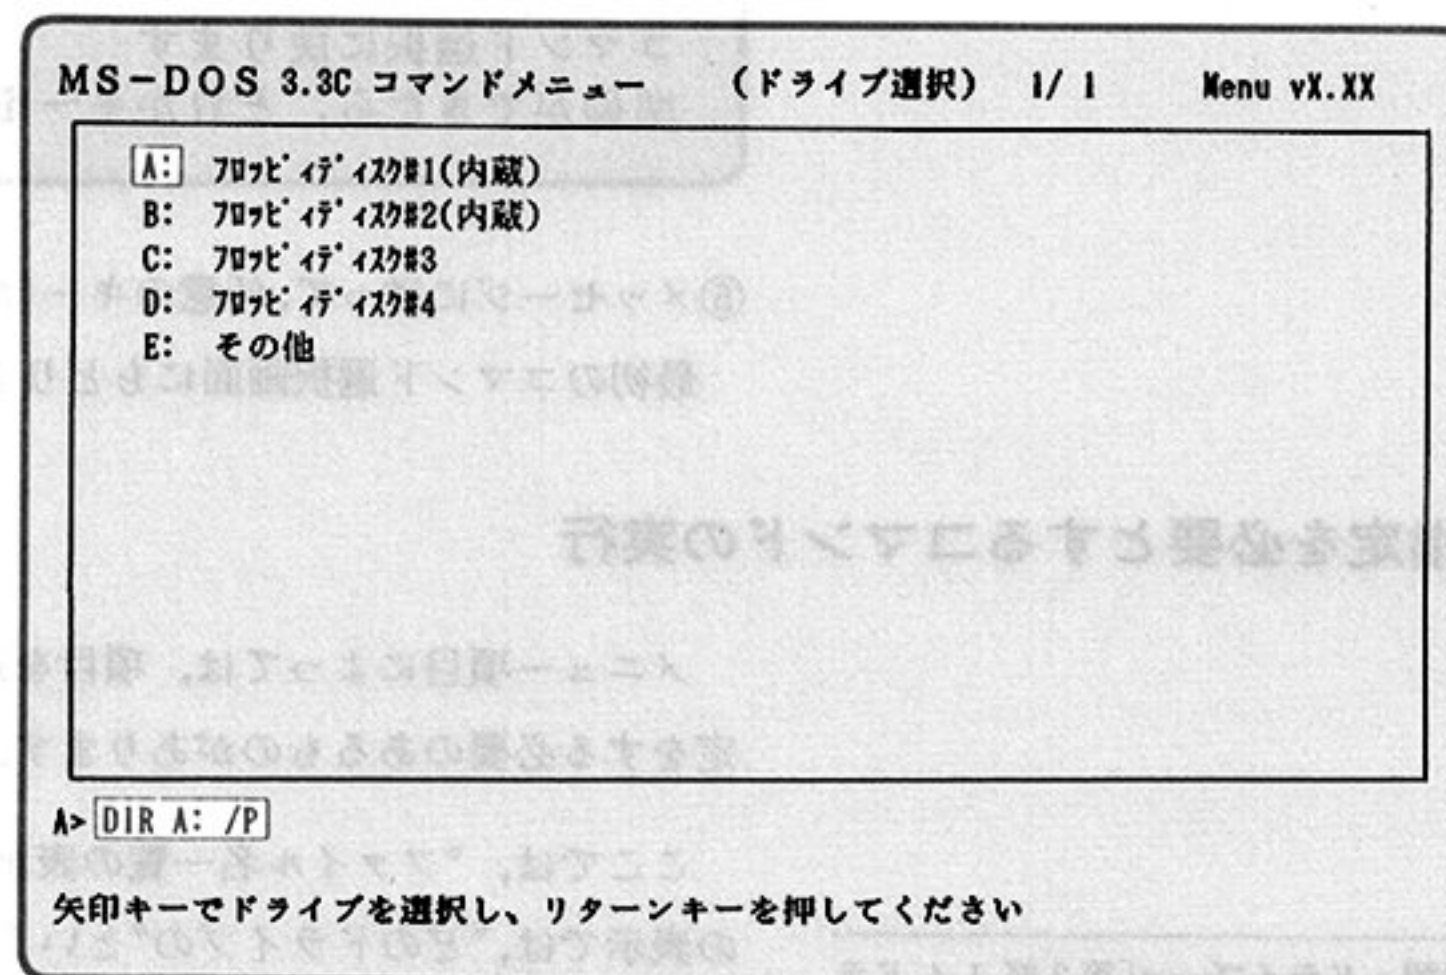 MS－DOS 3.3C コマンドメニュー （ドライブ選択） 1/ 1 Menu vX.XX
A: ﾌﾛｯﾋﾟｨﾃﾞｨｽｸ#1(内蔵)
B: ﾌﾛｯﾋﾟｨﾃﾞｨｽｸ#2(内蔵)
C: ﾌﾛｯﾋﾟｨﾃﾞｨｽｸ#3
D: ﾌﾛｯﾋﾟｨﾃﾞｨｽｸ#4
E: その他
A> DIR A: /P
矢印キーでドライブを選択し、リターンキーを押してください